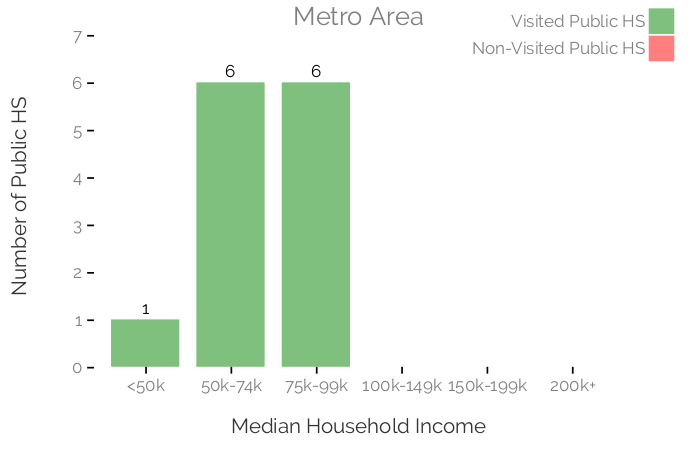 Metro Area
Visited Public HS
Non-Visited Public HS
Number of Public HS
7
6
5
4
3
2
1
0
1
6
6
<50k
50k-74k
75k-99k
100k-149k
150k-199k
200k+
Median Household Income